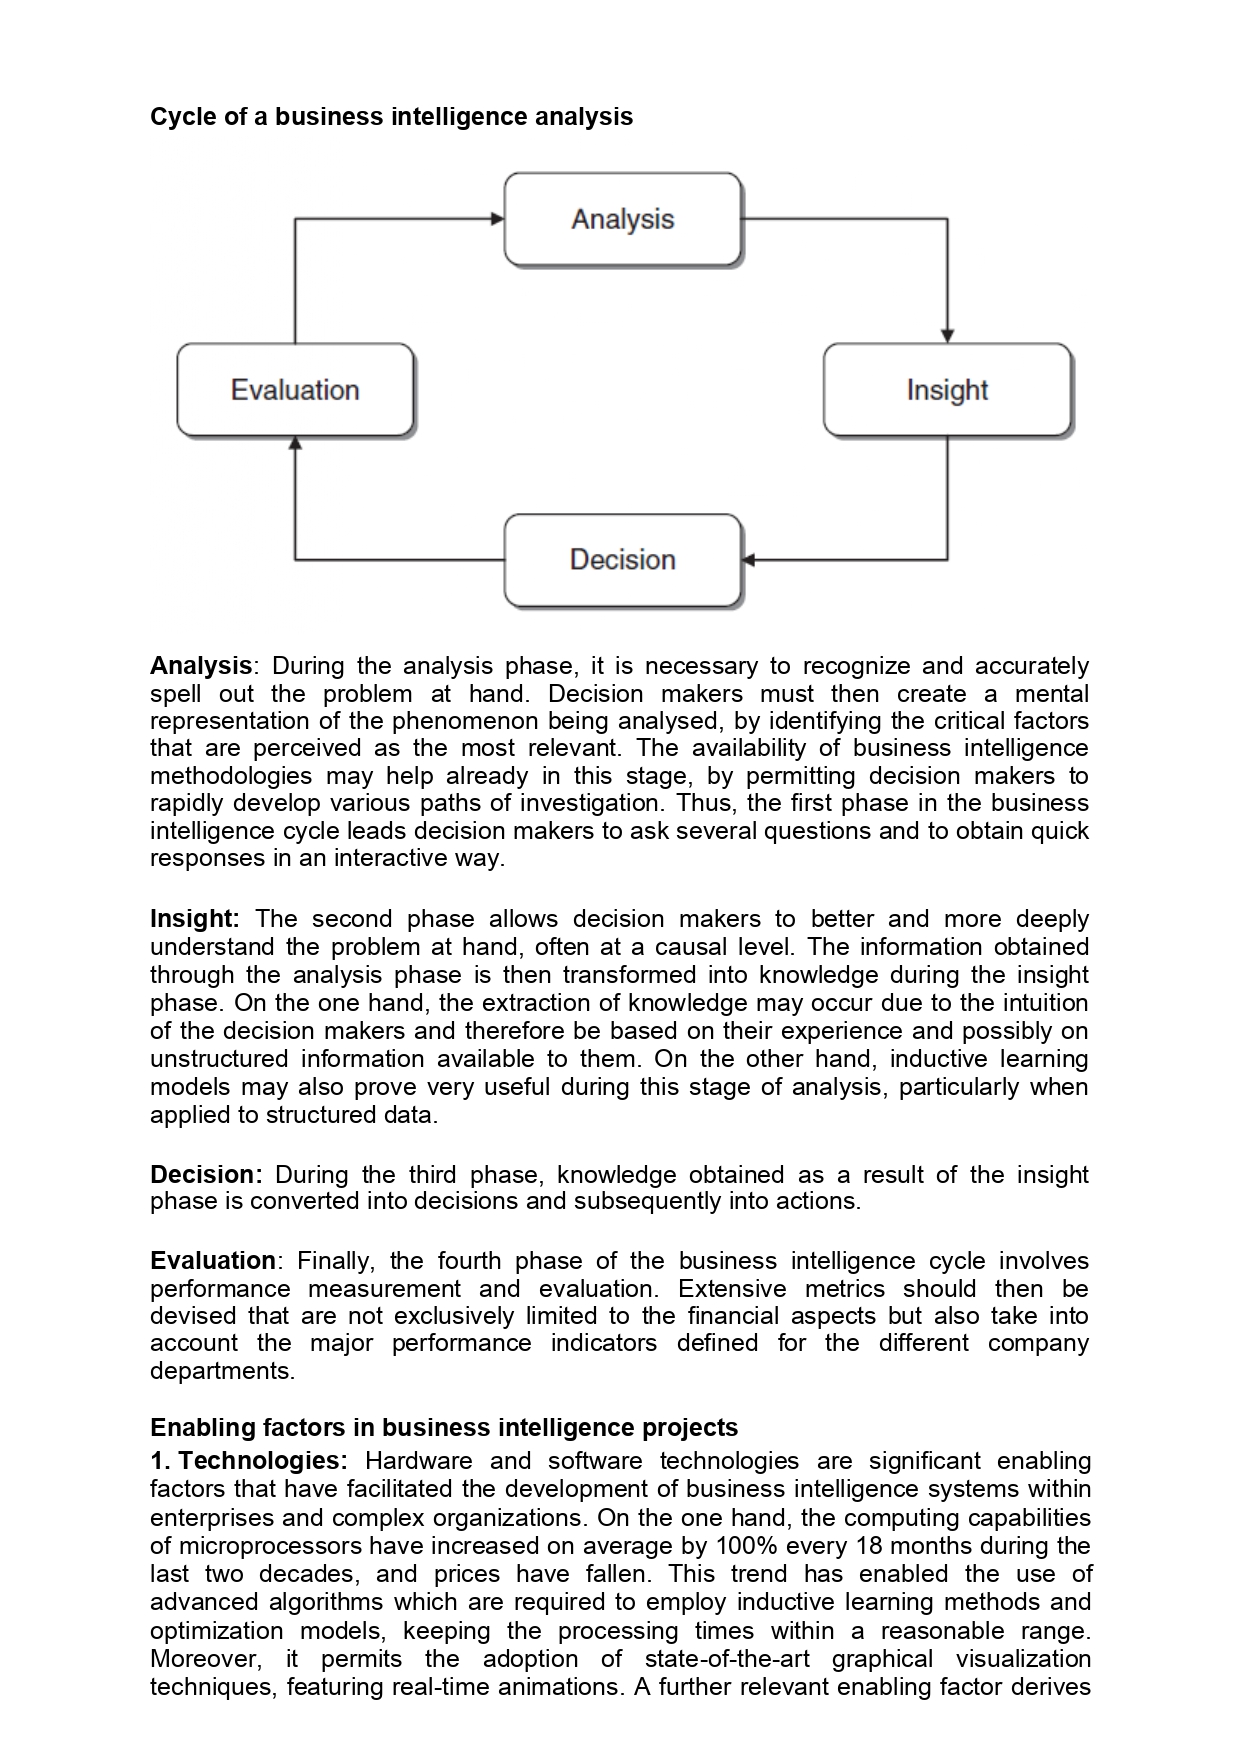 Cycle of a business intelligence analysis
Analysis
Evaluation
Insight
Decision
Analysis: During the analysis phase, it is necessary to recognize and accurately
spell out the problem at hand. Decision makers must then create a mental
representation of the phenomenon being analysed, by identifying the critical factors
that are perceived as the most relevant. The availability of business intelligence
methodologies may help already in this stage, by permitting decision makers to
rapidly develop various paths of investigation. Thus, the first phase in the business
intelligence cycle leads decision makers to ask several questions and to obtain quick
responses in an interactive way.
Insight: The second phase allows decision makers to better and more deeply
understand the problem at hand, often at a causal level. The information obtained
through the analysis phase is then transformed into knowledge during the insight
phase. On the one hand, the extraction of knowledge may occur due to the intuition
of the decision makers and therefore be based on their experience and possibly on
unstructured information available to them. On the other hand, inductive learning
models may also prove very useful during this stage of analysis, particularly when
applied to structured data.
Decision: During the third phase, knowledge obtained as a result of the insight
phase is converted into decisions and subsequently into actions.
Evaluation: Finally, the fourth phase of the business intelligence cycle involves
performance measurement and evaluation. Extensive metrics should then be
devised that are not exclusively limited to the financial aspects but also take into
account the major performance indicators defined for the different company
departments.
Enabling factors in business intelligence projects
1. Technologies: Hardware and software technologies are significant enabling
factors that have facilitated the development of business intelligence systems within
enterprises and complex organizations. On the one hand, the computing capabilities
of microprocessors have increased on average by 100% every 18 months during the
last two decades, and prices have fallen. This trend has enabled the use of
advanced algorithms which are required to employ inductive learning methods and
optimization models, keeping the processing times within a reasonable range.
Moreover, it permits the adoption of state-of-the-art graphical visualization
techniques, featuring real-time animations. A further relevant enabling factor derives